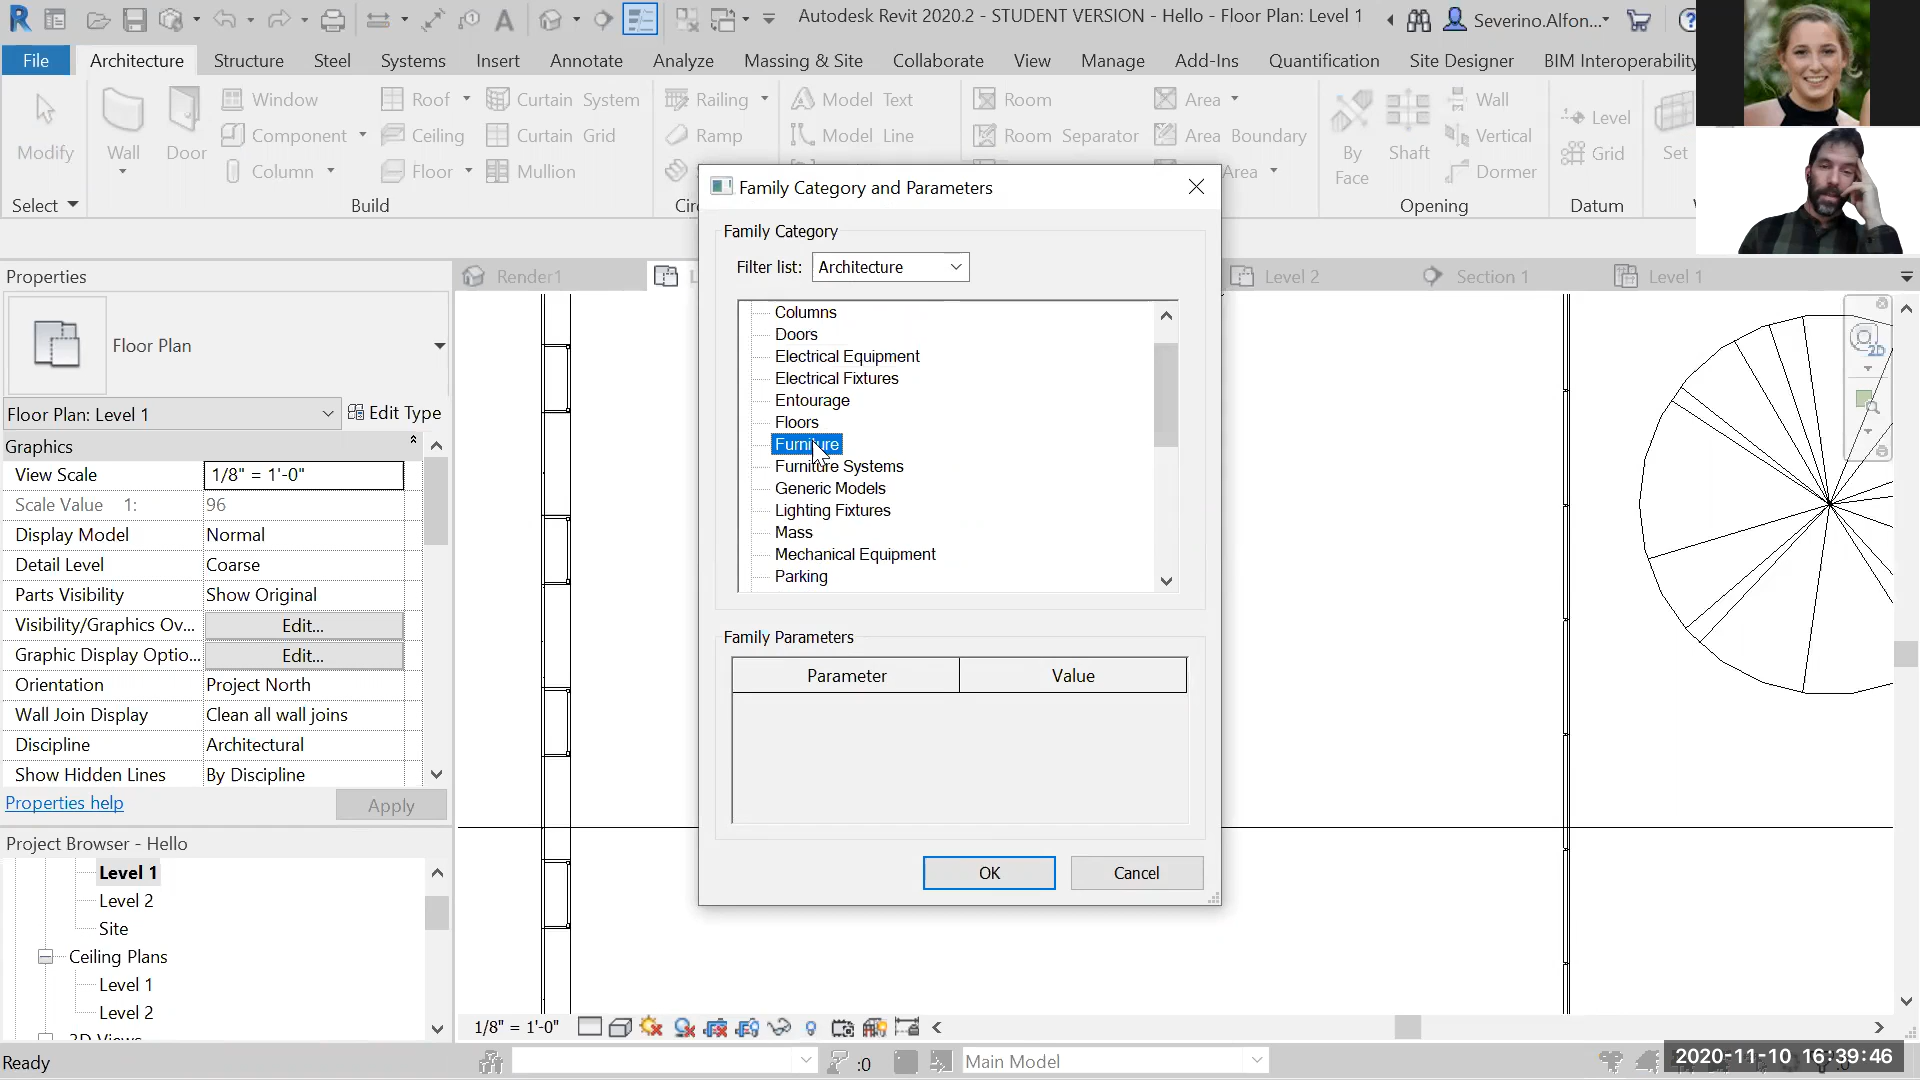 Autodesk Revit 2020.2 - STUDENT VERSION - Hello - Floor Plan: Level 1
Severino.Alfon...
File
Architecture
Structure
Steel
Systems
Insert
Annotate
Analyze
Massing & Site
Collaborate
View
Manage
Add-Ins
Quantification
Site Designer
BIM Interoperability
Modify
Wall
Door
Window
Component
Column
Roof
Ceiling
Floor
Curtain System
Curtain Grid
Mullion
Railing
Ramp
Model Text
Model Line
Room
Room Separator
Area
Area Boundary
Area
By
Face
Shaft
Wall
Vertical
Dormer
Level
Grid
Set
Select
Build
Circ
Opening
Datum
Properties
Floor Plan
Floor Plan: Level 1
Edit Type
Graphics
View Scale 1/8" = 1'-0"
Scale Value 1: 96
Display Model Normal
Detail Level Coarse
Parts Visibility Show Original
Visibility/Graphics Ov... Edit...
Graphic Display Optio... Edit...
Orientation Project North
Wall Join Display Clean all wall joins
Discipline Architectural
Show Hidden Lines By Discipline
Properties help
Apply
Project Browser - Hello
Level 1
Level 2
Site
Ceiling Plans
Level 1
Level 2
Render1
Level 2
Section 1
Level 1
2D
Family Category and Parameters
Family Category
Filter list: Architecture
Columns
Doors
Electrical Equipment
Electrical Fixtures
Entourage
Floors
Furniture
Furniture Systems
Generic Models
Lighting Fixtures
Mass
Mechanical Equipment
Parking
Family Parameters
Parameter Value
OK
Cancel
1/8" = 1'-0"
Ready
:0
Main Model
2020-11-10 16:39:46